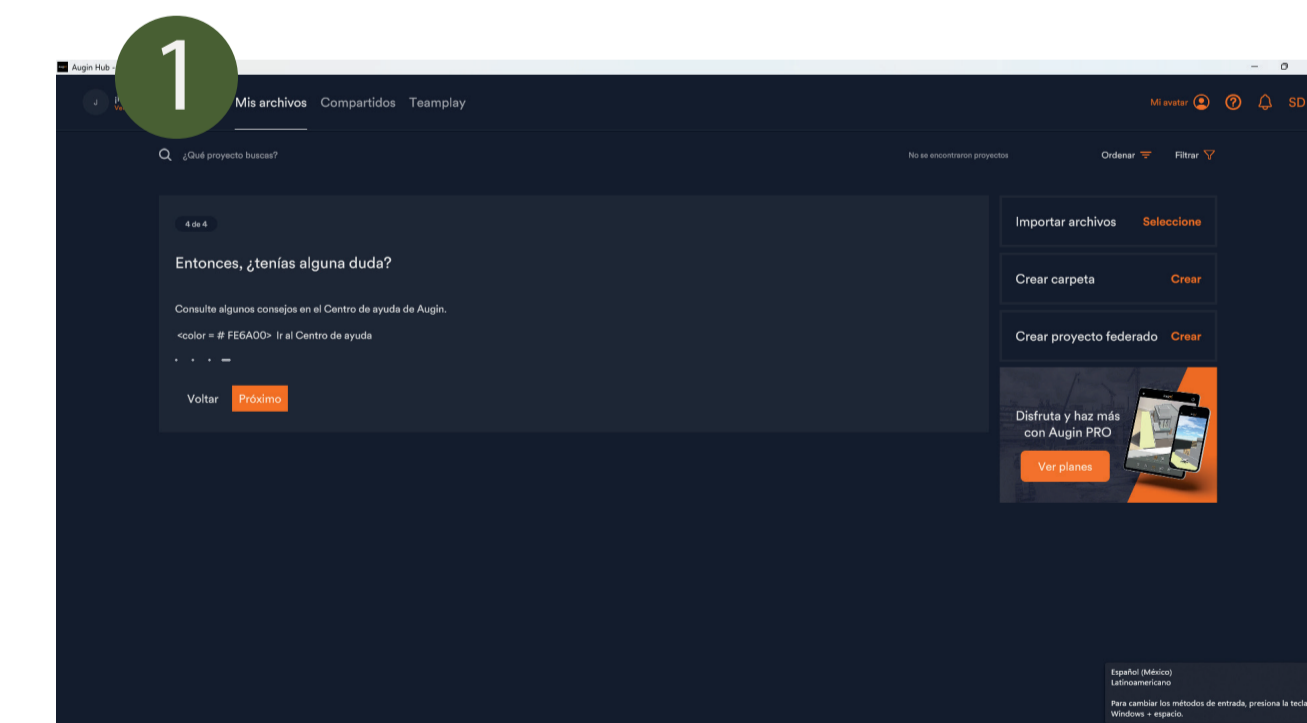 1
Augin Hub -
J
Mis archivos Compartidos Teamplay
Mi avatar
SD
¿Qué proyecto buscas?
No se encontraron proyectos
Ordenar
Filtrar
4 de 4
Entonces, ¿tenías alguna duda?
Consulte algunos consejos en el Centro de ayuda de Augin.
<color = # FE6A00> Ir al Centro de ayuda
Voltar Próximo
Importar archivos Seleccione
Crear carpeta Crear
Crear proyecto federado Crear
Disfruta y haz más
con Augin PRO
Ver planes
Español (México)
Latinoamericano
Para cambiar los métodos de entrada, presiona la tecla
Windows + espacio.